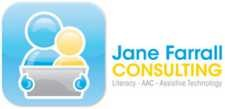 Jane Farrall
CONSULTING
Literacy - AAC - Assistive Technology